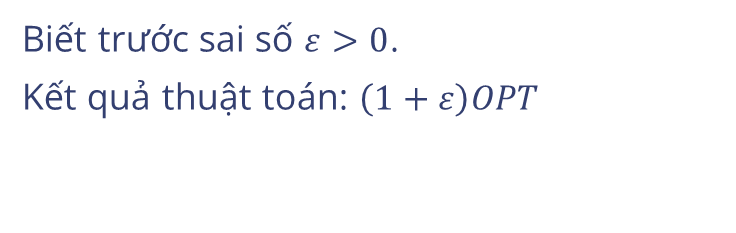 Biết trước sai số ε > 0.
Kết quả thuật toán: (1 + ε)OPT